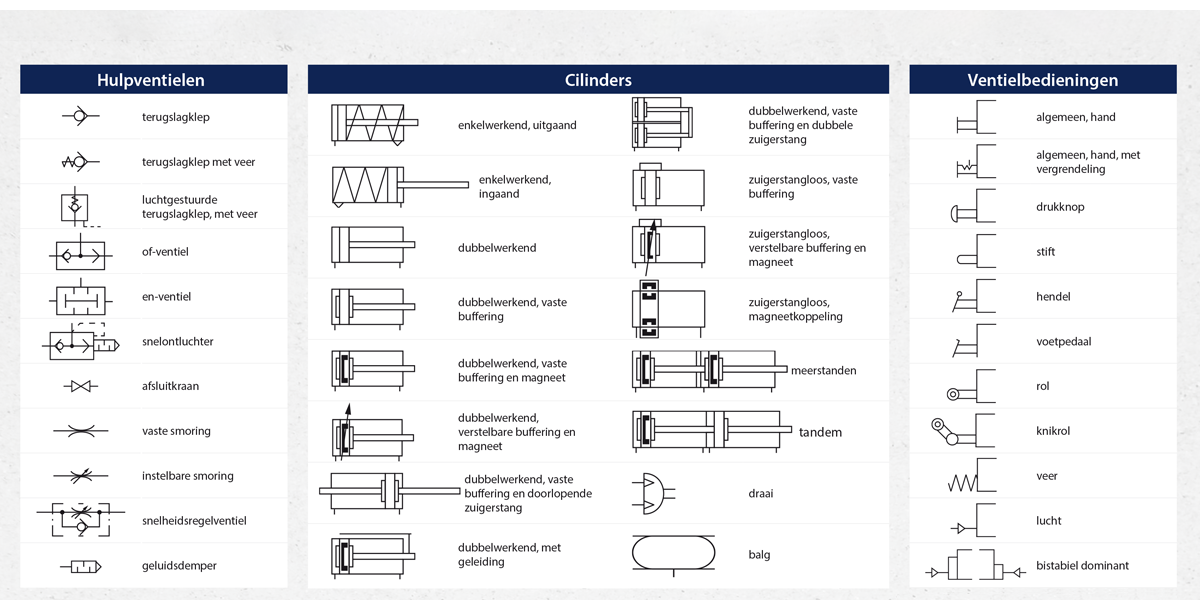 Hulpventielen
terugslagklep
terugslagklep met veer
luchtgestuurde
terugslagklep, met veer
of-ventiel
en-ventiel
snelontluchter
afsluitkraan
vaste smoring
instelbare smoring
snelheidsregelventiel
geluidsdemper
Cilinders
enkelwerkend, uitgaand
enkelwerkend,
ingaand
dubbelwerkend
dubbelwerkend, vaste
buffering
dubbelwerkend, vaste
buffering en magneet
dubbelwerkend,
verstelbare buffering en
magneet
dubbelwerkend, vaste
buffering en doorlopende
zuigerstang
dubbelwerkend, met
geleiding
dubbelwerkend, vaste
buffering en dubbele
zuigerstang
zuigerstangloos, vaste
buffering
zuigerstangloos,
verstelbare buffering en
magneet
zuigerstangloos,
magneetkoppeling
meerstanden
tandem
draai
balg
Ventielbedieningen
algemeen, hand
algemeen, hand, met
vergrendeling
drukknop
stift
hendel
voetpedaal
rol
knikrol
veer
lucht
bistabiel dominant